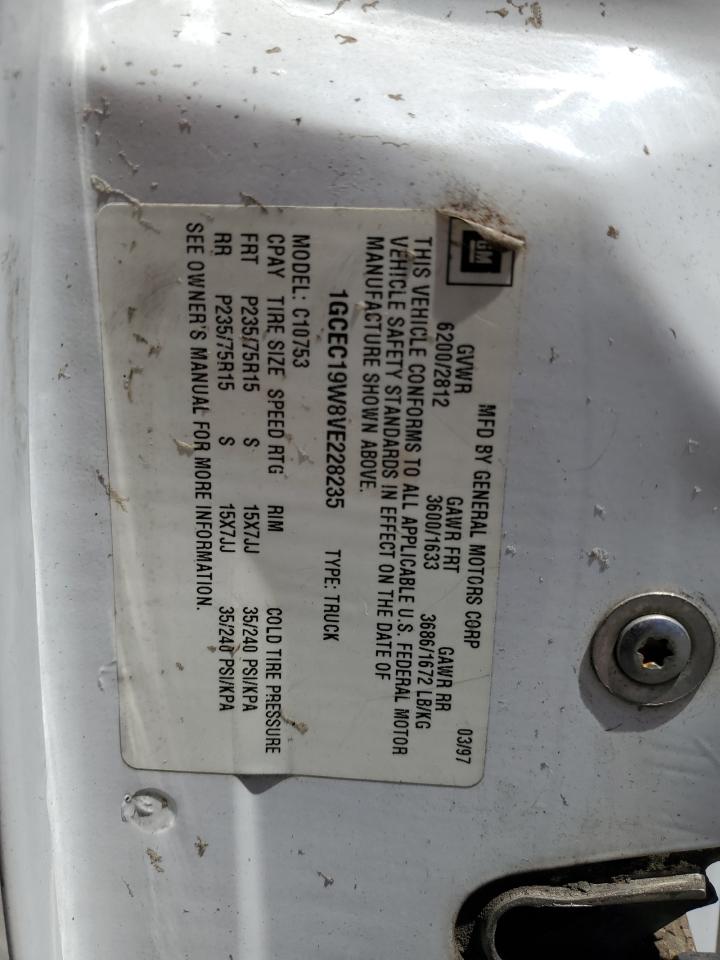 GM
MFD BY GENERAL MOTORS CORP 03/97
GVWR GAWR FRT GAWR RR
6200/2812 3600/1633 3686/1672 LB/KG
THIS VEHICLE CONFORMS TO ALL APPLICABLE U.S. FEDERAL MOTOR
VEHICLE SAFETY STANDARDS IN EFFECT ON THE DATE OF
MANUFACTURE SHOWN ABOVE.
1GCEC19W8VE228235 TYPE: TRUCK
MODEL: C10753
CPAY TIRE SIZE SPEED RTG RIM COLD TIRE PRESSURE
FRT P235/75R15 S 15X7JJ 35/240 PSI/KPA
RR P235/75R15 S 15X7JJ 35/240 PSI/KPA
SEE OWNER'S MANUAL FOR MORE INFORMATION.